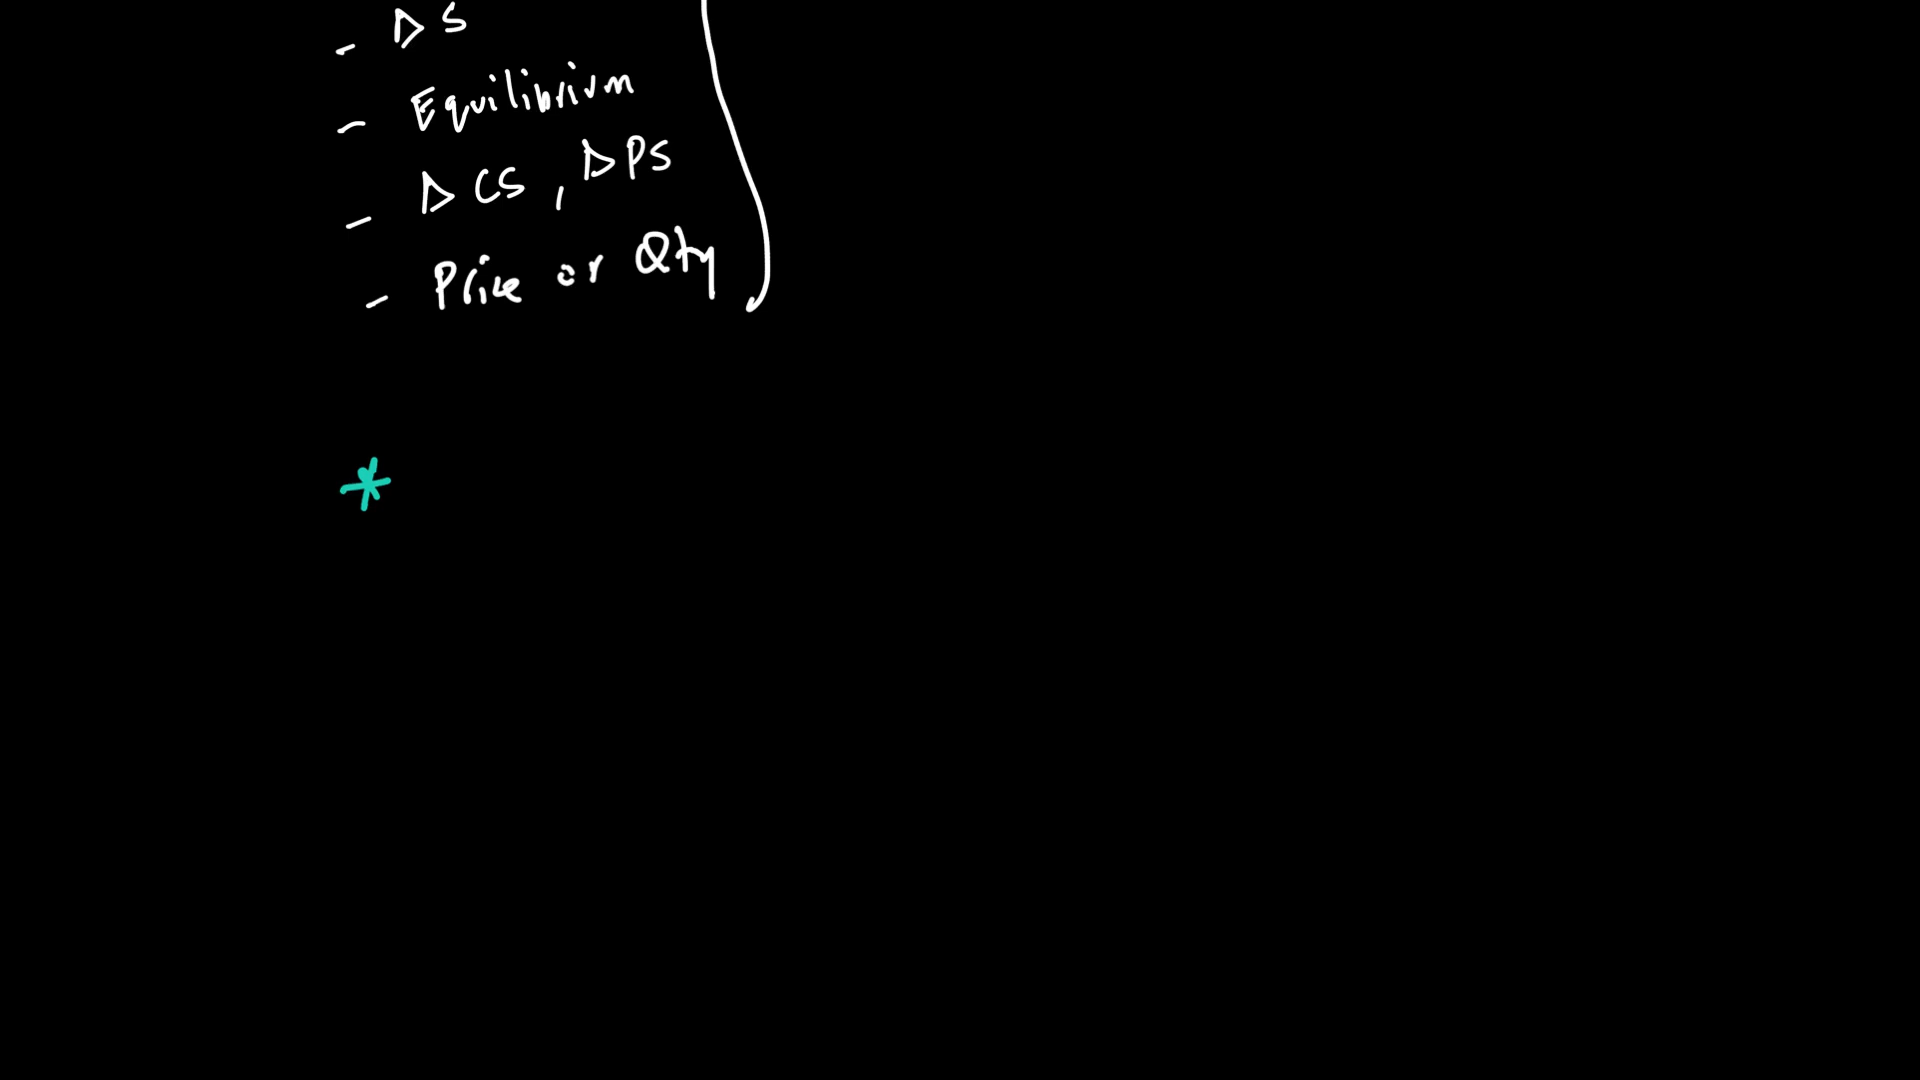 - ΔS
- Equilibrium
- ΔCS, ΔPS
- Price or Qty
*